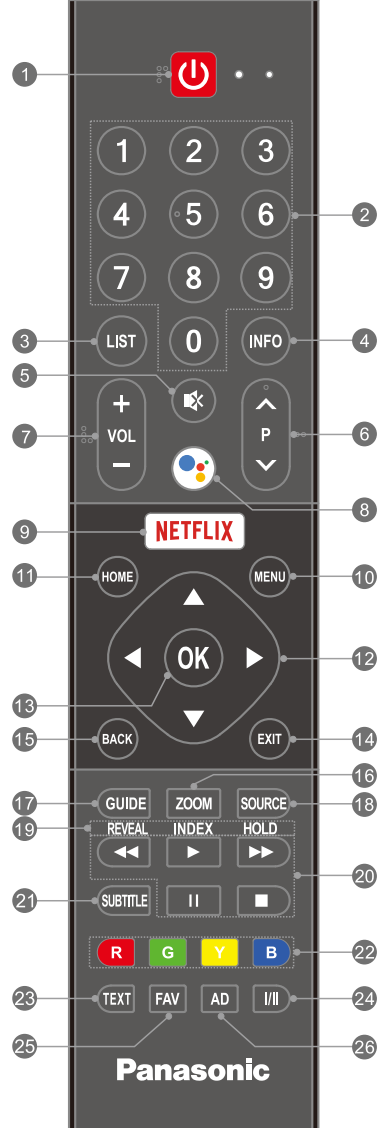 1
1 2 3
4 5 6 2
7 8 9
3 LIST 0 INFO 4
5
+ 
7 VOL P 6
−
8
9 NETFLIX
11 HOME MENU 10
OK 12
13
15 BACK EXIT 14
16
17 GUIDE ZOOM SOURCE 18
19 REVEAL INDEX HOLD
20
21 SUBTITLE
R G Y B 22
23 TEXT FAV AD I/II 24
25 26
Panasonic